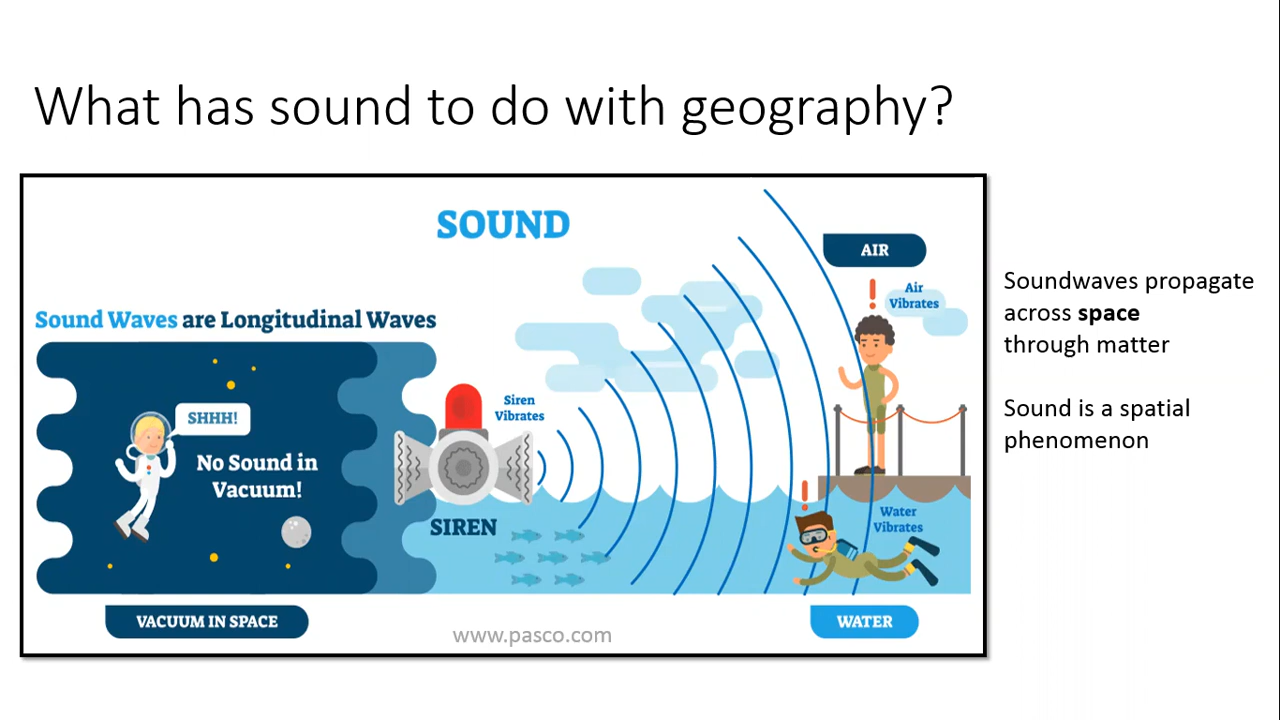 What has sound to do with geography?
SOUND
Sound Waves are Longitudinal Waves
SHHH!
No Sound in
Vacuum!
VACUUM IN SPACE
Siren
Vibrates
SIREN
AIR
Air
Vibrates
Water
Vibrates
WATER
www.pasco.com
Soundwaves propagate
across space
through matter
Sound is a spatial
phenomenon